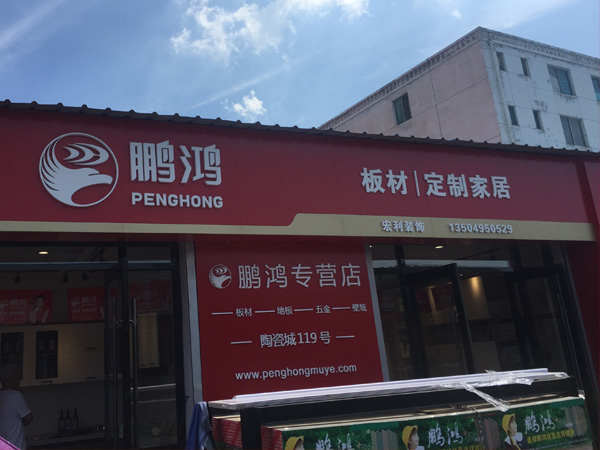 鹏鸿
PENGHONG
板材|定制家居
宏利装饰 13504950529
鹏鸿专营店
板材 — 地板 — 五金 — 壁纸
陶瓷城119号
www.penghongmuye.com
鹏鸿
鹏鸿